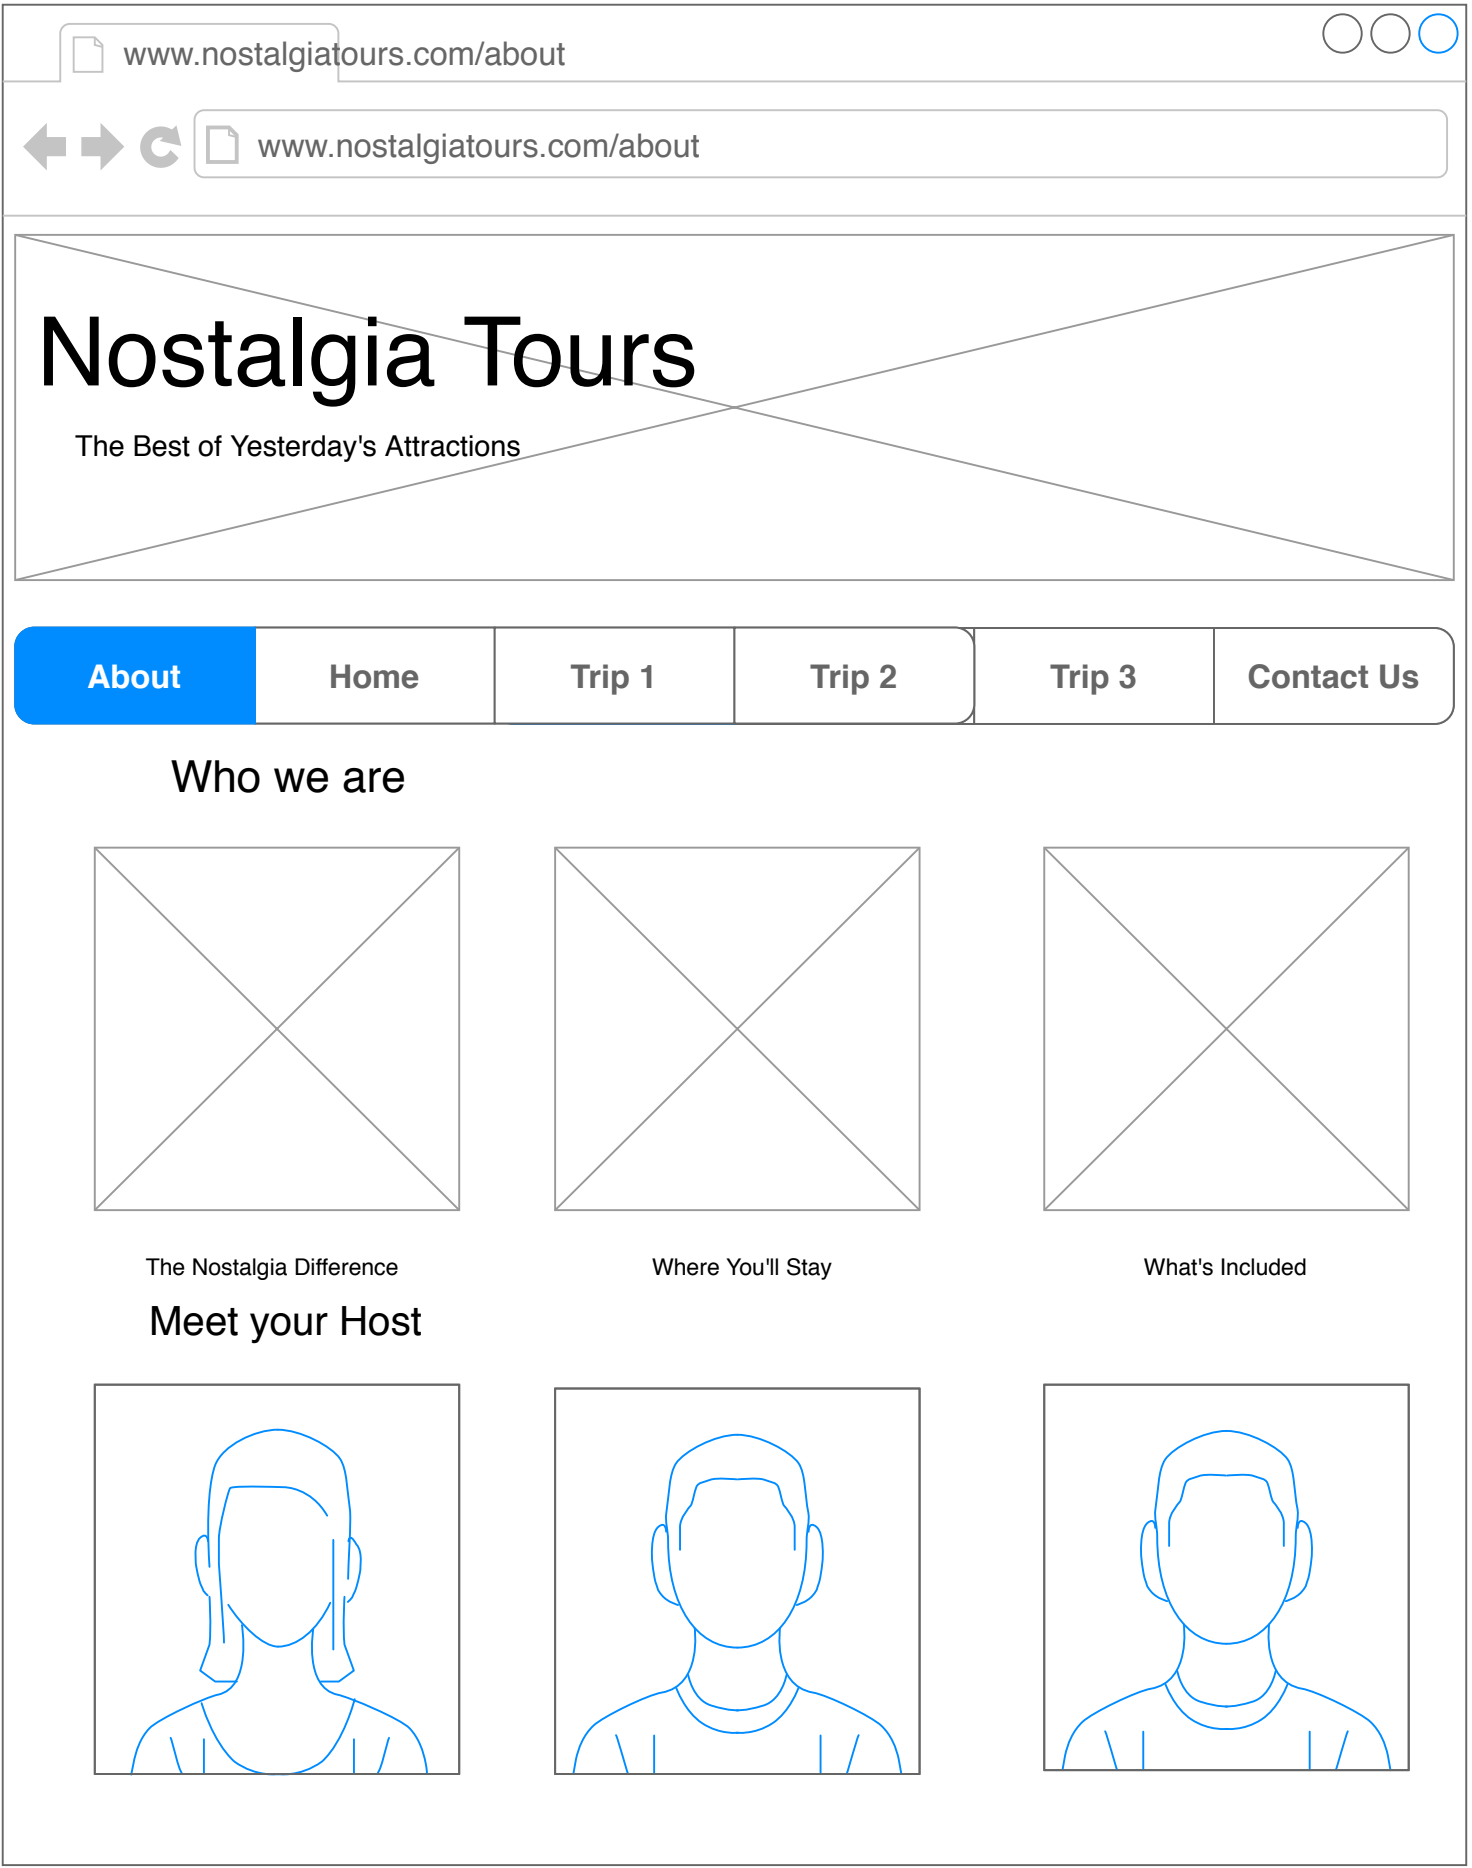 www.nostalgiatours.com/about
www.nostalgiatours.com/about
Nostalgia Tours
The Best of Yesterday's Attractions
About Home Trip 1 Trip 2 Trip 3 Contact Us
Who we are
The Nostalgia Difference Where You'll Stay What's Included
Meet your Host